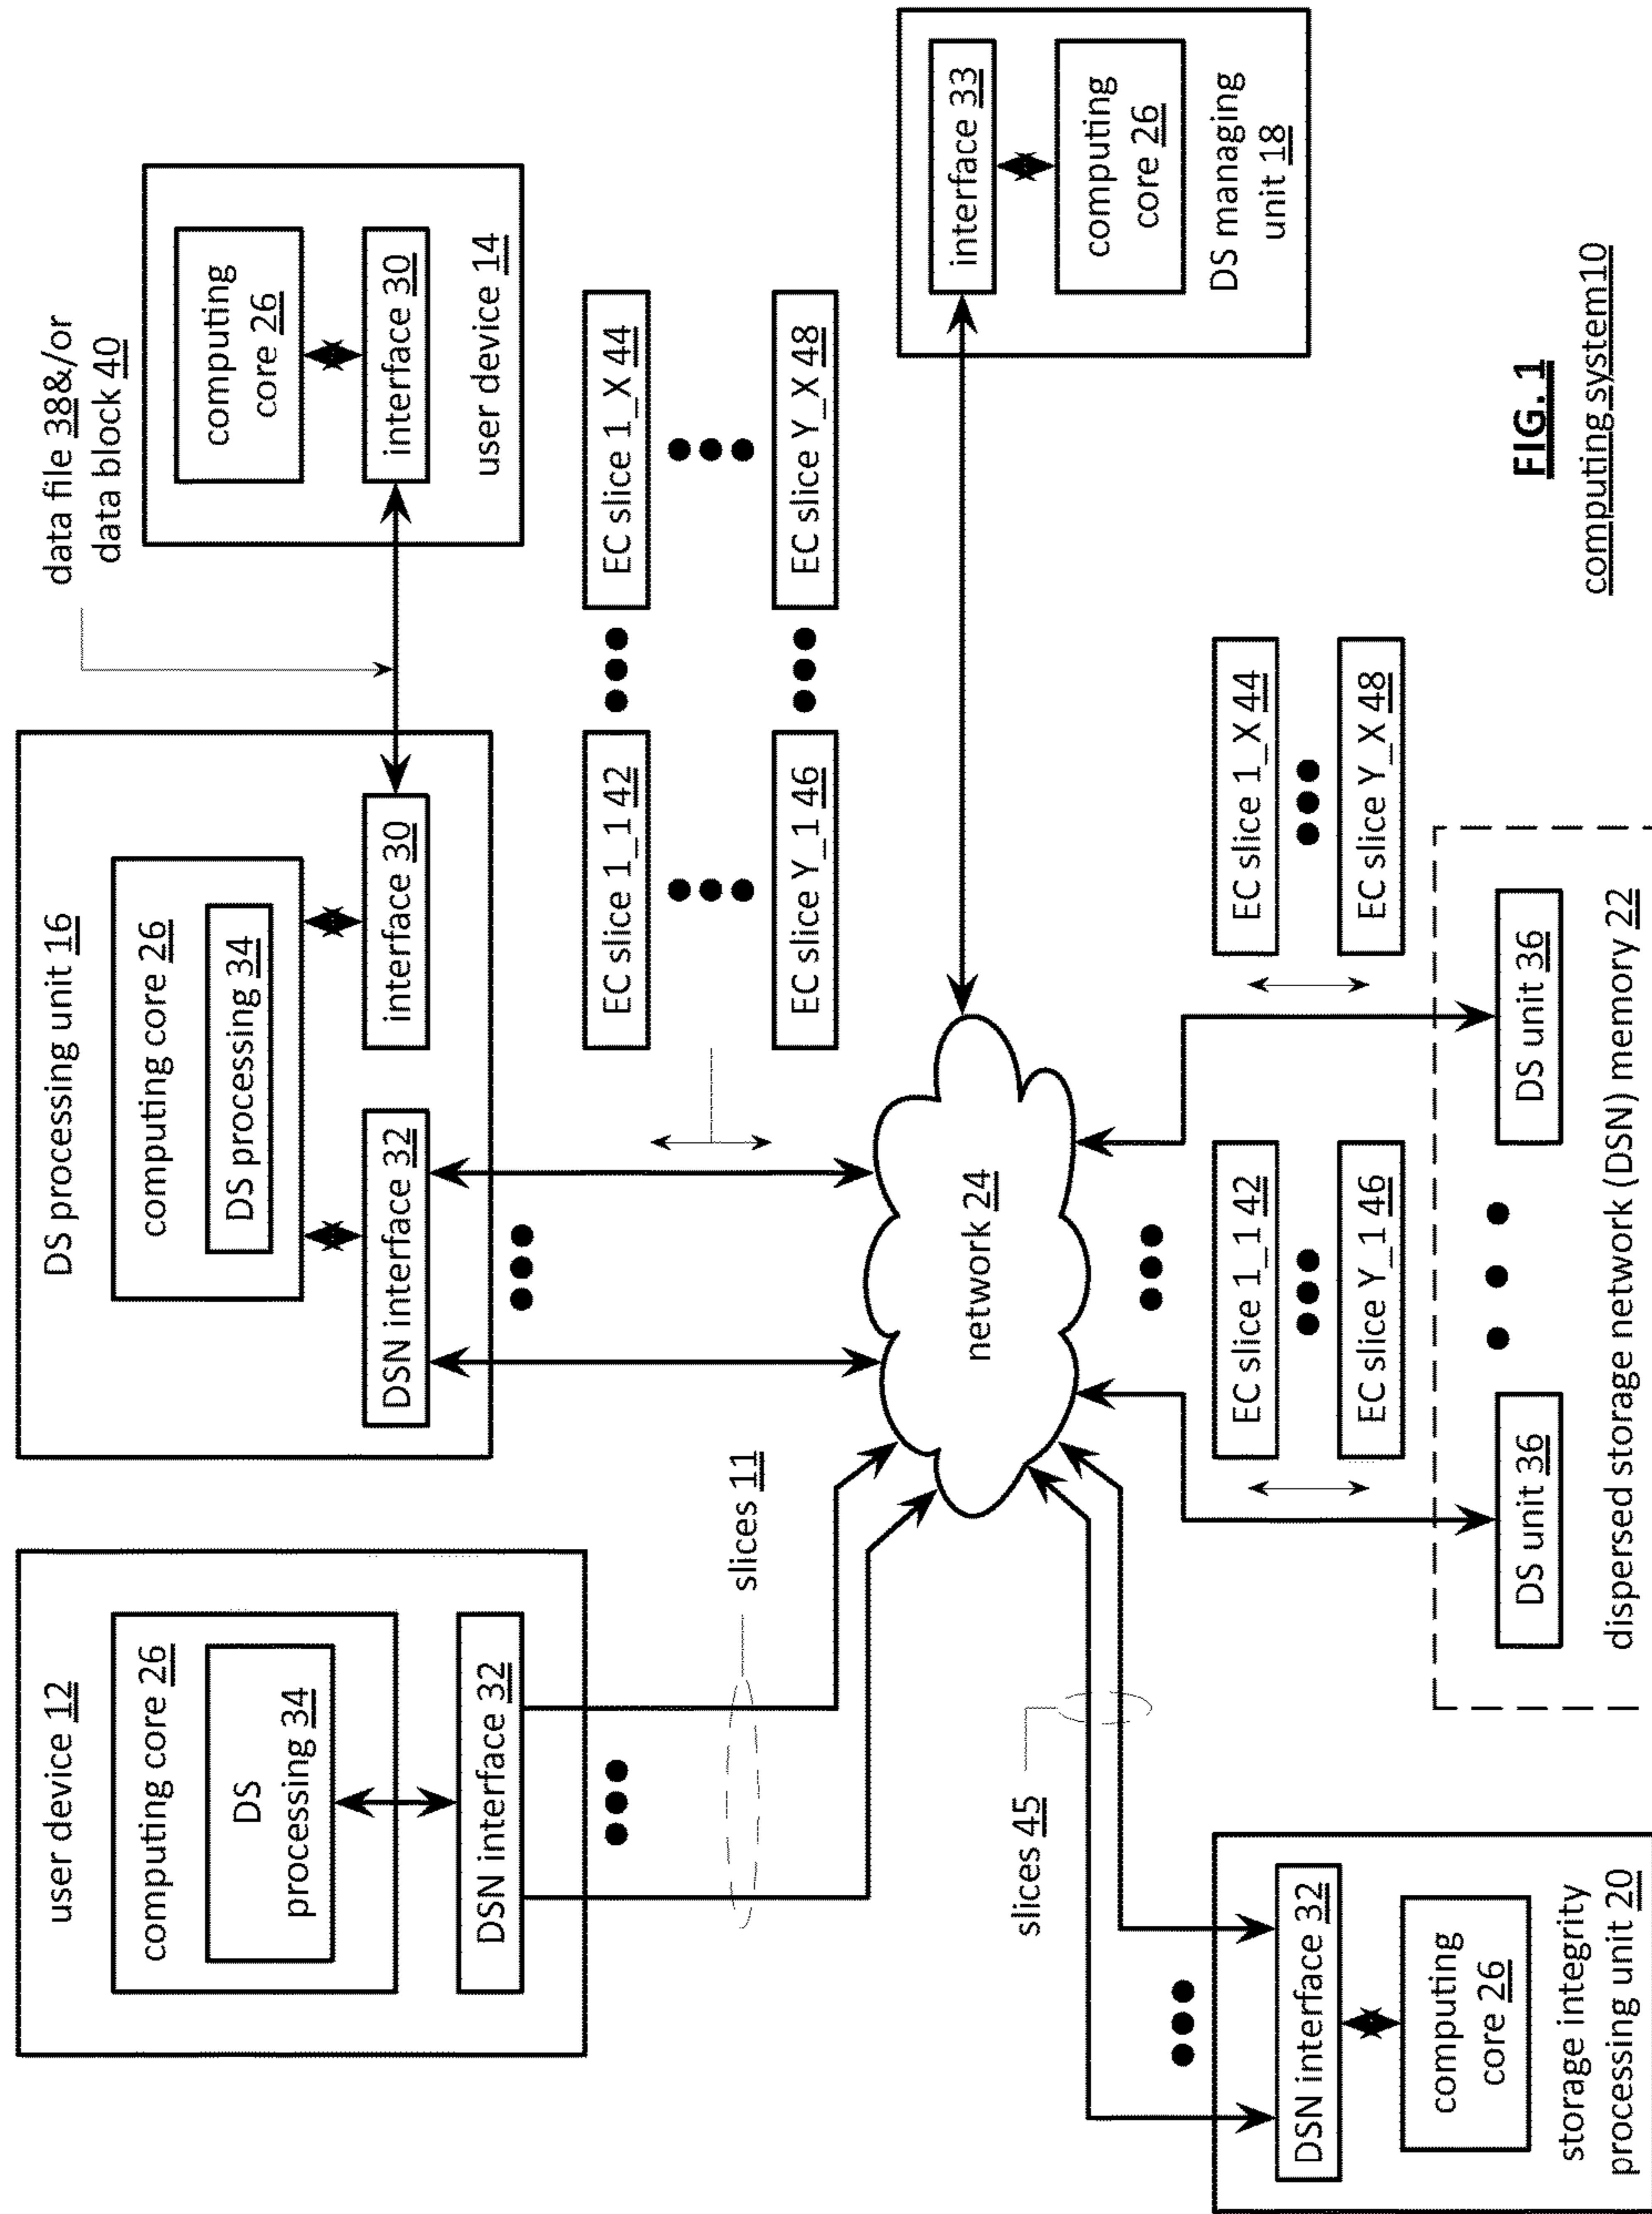 user device 12
computing core 26
DS
processing 34
DSN interface 32
slices 11
DS processing unit 16
computing core 26
DS processing 34
DSN interface 32
interface 30
data file 38&/or
data block 40
computing
core 26
interface 30
user device 14
EC slice 1_1 42
EC slice 1_X 44
EC slice Y_1 46
EC slice Y_X 48
network 24
interface 33
computing
core 26
DS managing
unit 18
slices 45
DSN interface 32
computing
core 26
storage integrity
processing unit 20
EC slice 1_1 42
EC slice Y_1 46
EC slice 1_X 44
EC slice Y_X 48
DS unit 36
DS unit 36
dispersed storage network (DSN) memory 22
FIG. 1
computing system10